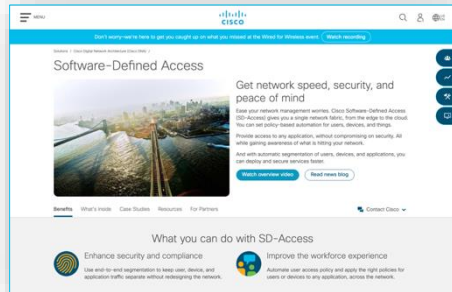 MENU
CISCO
Don't worry-we're here to get you caught up on what you missed at the Wired for Wireless event. Watch recording
Solutions / Cisco Digital Network Architecture (Cisco DNA) /
Software-Defined Access
Get network speed, security, and
peace of mind
Ease your network management worries. Cisco Software-Defined Access
(SD-Access) gives you a single network fabric, from the edge to the cloud.
You can set policy-based automation for users, devices, and things.
Provide access to any application, without compromising on security. All
while gaining awareness of what is hitting your network.
And with automatic segmentation of users, devices, and applications, you
can deploy and secure services faster.
Watch overview video Read news blog
Benefits What's Inside Case Studies Resources For Partners Contact Cisco
What you can do with SD-Access
Enhance security and compliance
Use end-to-end segmentation to keep user, device, and
application traffic separate without redesigning the network.
Improve the workforce experience
Automate user access policy and apply the right policies for
users or devices to any application, across the network.